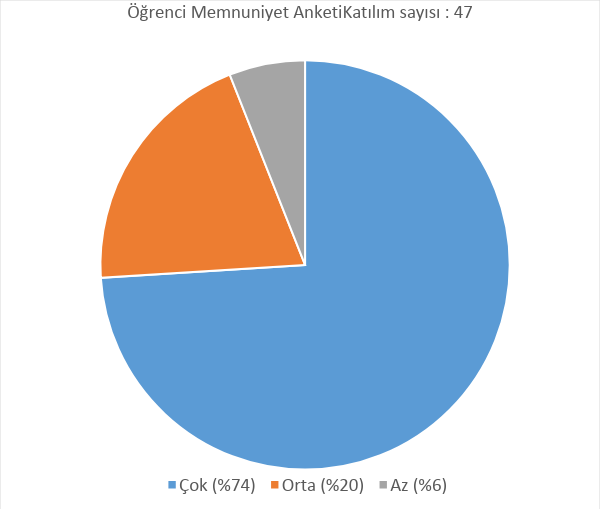 Öğrenci Memnuniyet AnketiKatılım sayısı : 47
Çok (%74) Orta (%20) Az (%6)